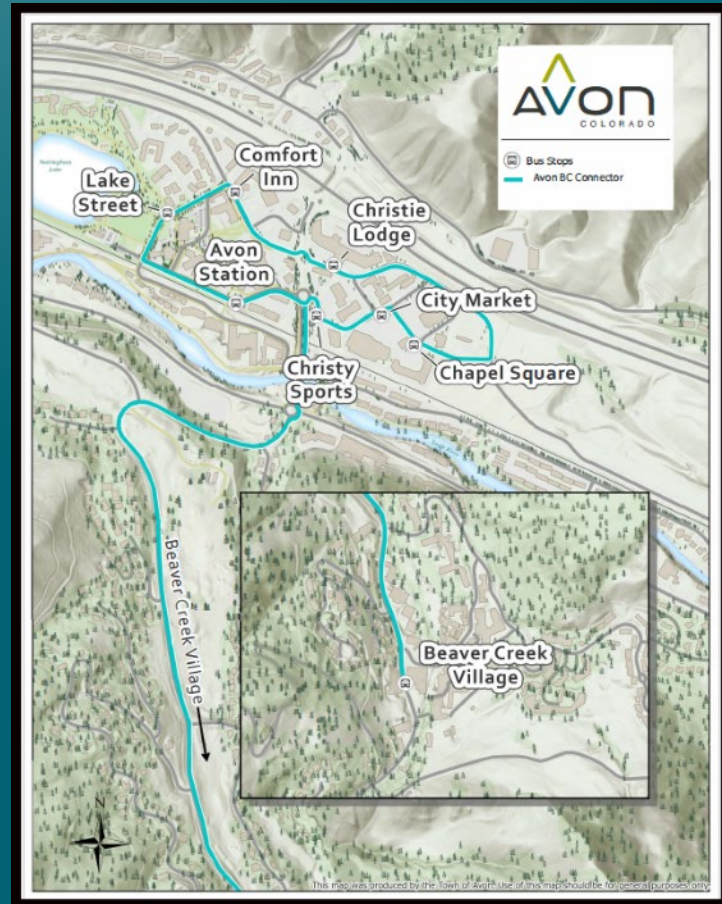 AVON
COLORADO
Bus Stops
Avon BC Connector
Nottingham
Lake
Lake
Street
Comfort
Inn
Christie
Lodge
Avon
Station
City Market
Christy
Sports
Chapel Square
Beaver Creek Village
Beaver Creek
Village
N
This map was produced by the Town of Avon. Use of this map should be for general purposes only.